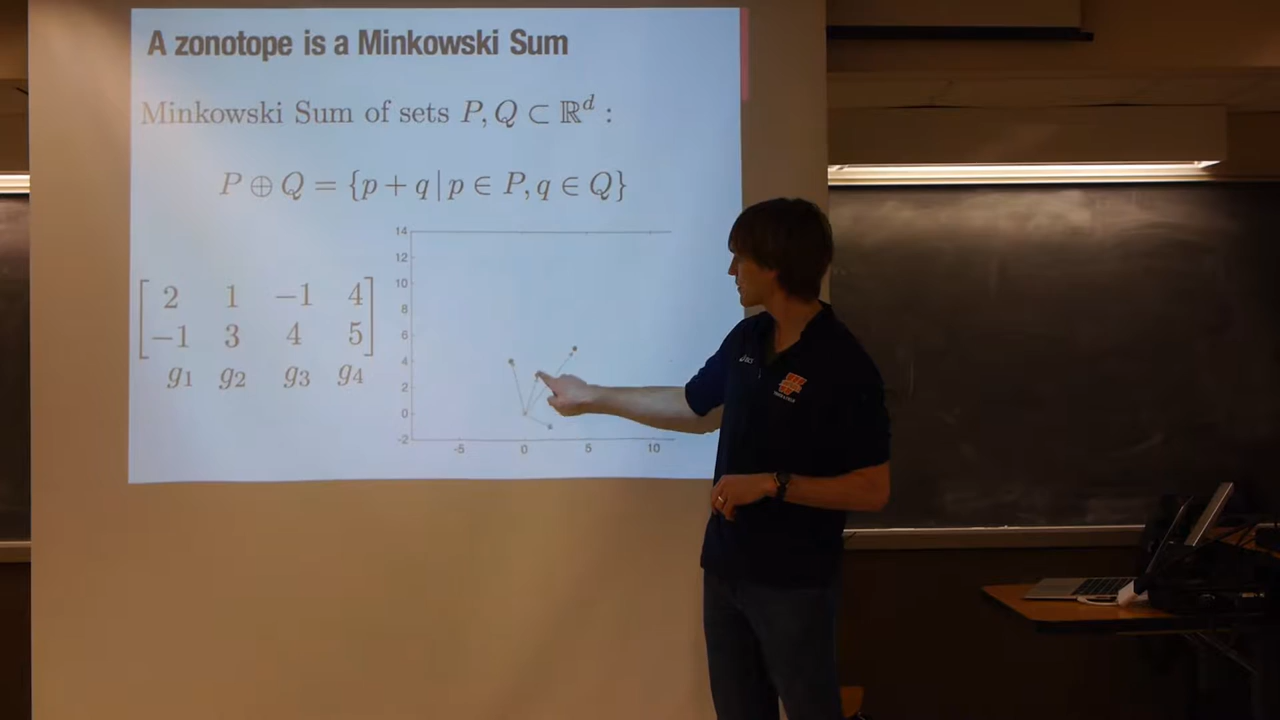 A zonotope is a Minkowski Sum
Minkowski Sum of sets P, Q ⊂ ℝ^d :
P ⊕ Q = {p + q | p ∈ P, q ∈ Q}
2 1 −1 4
−1 3 4 5
g1 g2 g3 g4
14
12
10
8
6
4
2
0
-2
-5 0 5 10